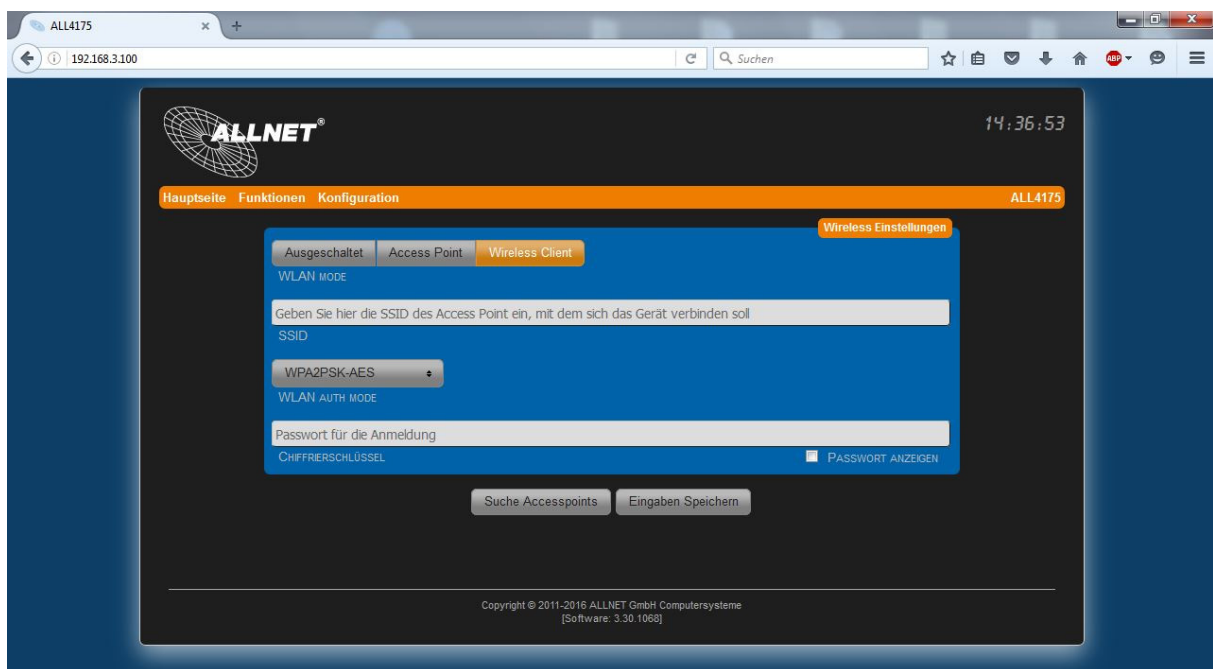 ALL4175
192.168.3.100
Suchen
ABP
ALLNET®
14:36:53
Hauptseite Funktionen Konfiguration
ALL4175
Wireless Einstellungen
Ausgeschaltet Access Point Wireless Client
WLAN MODE
Geben Sie hier die SSID des Access Point ein, mit dem sich das Gerät verbinden soll
SSID
WPA2PSK-AES
WLAN AUTH MODE
Passwort für die Anmeldung
CHIFFRIERSCHLÜSSEL
PASSWORT ANZEIGEN
Suche Accesspoints Eingaben Speichern
Copyright © 2011-2016 ALLNET GmbH Computersysteme
[Software: 3.30.1068]